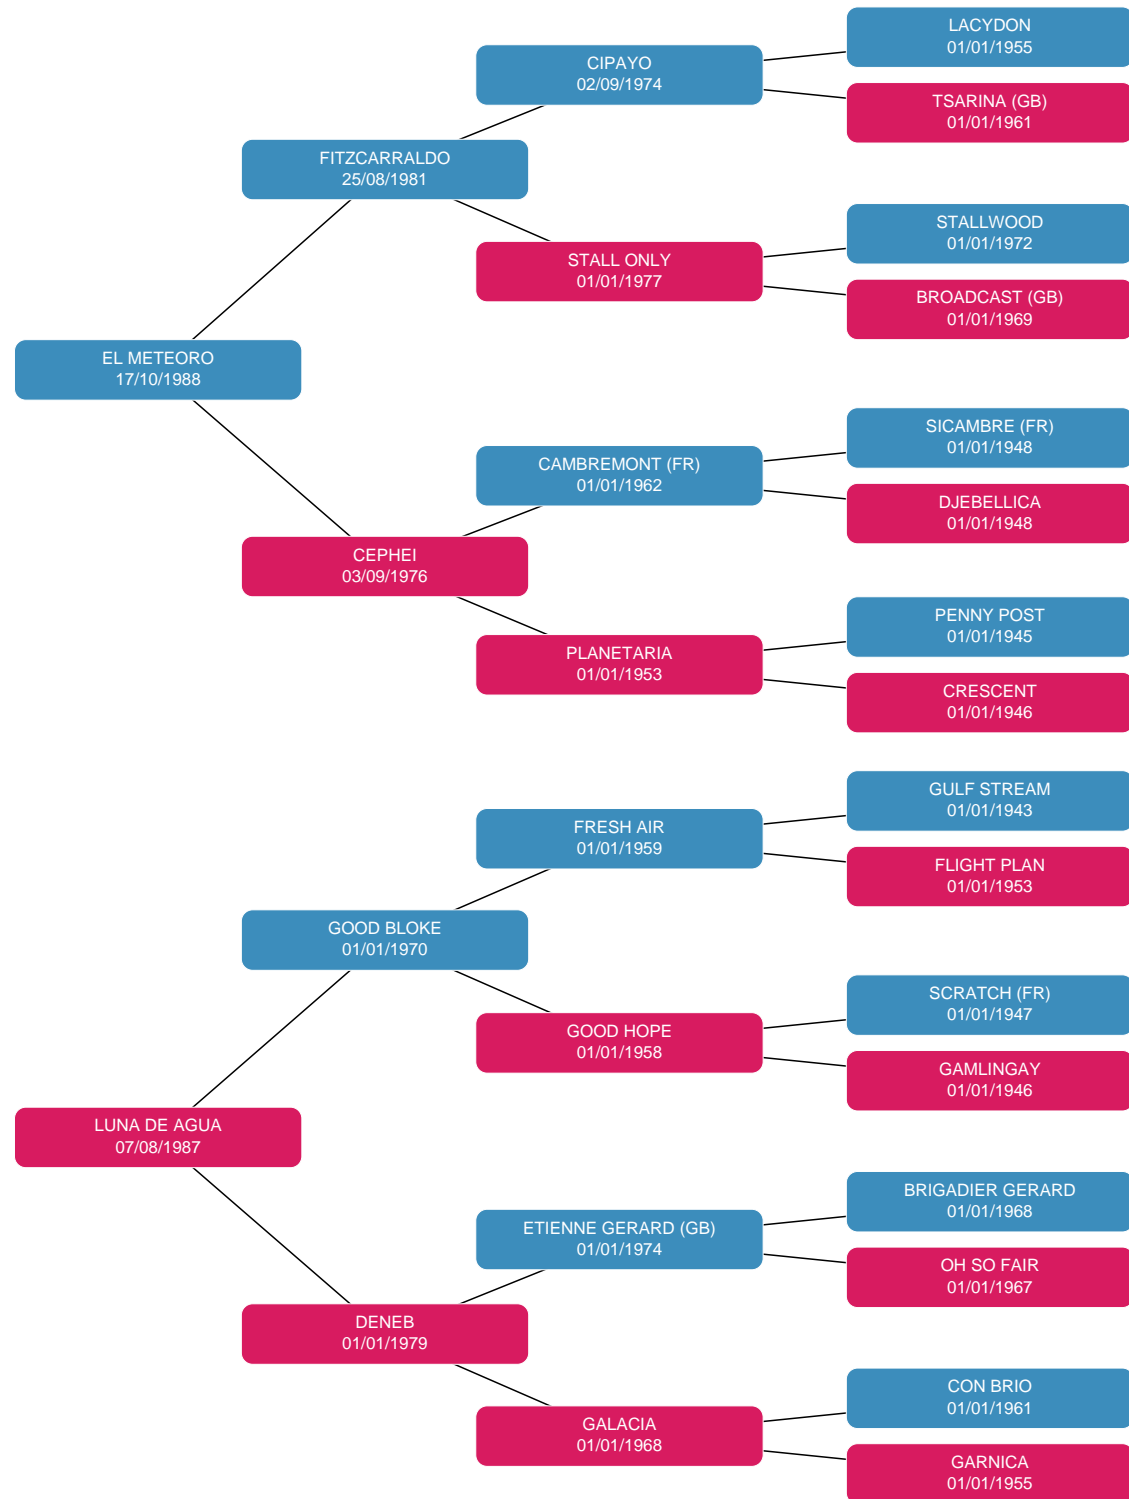 LACYDON
01/01/1955
CIPAYO
02/09/1974
TSARINA (GB)
01/01/1961
FITZCARRALDO
25/08/1981
STALLWOOD
01/01/1972
STALL ONLY
01/01/1977
BROADCAST (GB)
01/01/1969
EL METEORO
17/10/1988
SICAMBRE (FR)
01/01/1948
CAMBREMONT (FR)
01/01/1962
DJEBELLICA
01/01/1948
CEPHEI
03/09/1976
PENNY POST
01/01/1945
PLANETARIA
01/01/1953
CRESCENT
01/01/1946
GULF STREAM
01/01/1943
FRESH AIR
01/01/1959
FLIGHT PLAN
01/01/1953
GOOD BLOKE
01/01/1970
SCRATCH (FR)
01/01/1947
GOOD HOPE
01/01/1958
GAMLINGAY
01/01/1946
LUNA DE AGUA
07/08/1987
BRIGADIER GERARD
01/01/1968
ETIENNE GERARD (GB)
01/01/1974
OH SO FAIR
01/01/1967
DENEB
01/01/1979
CON BRIO
01/01/1961
GALACIA
01/01/1968
GARNICA
01/01/1955